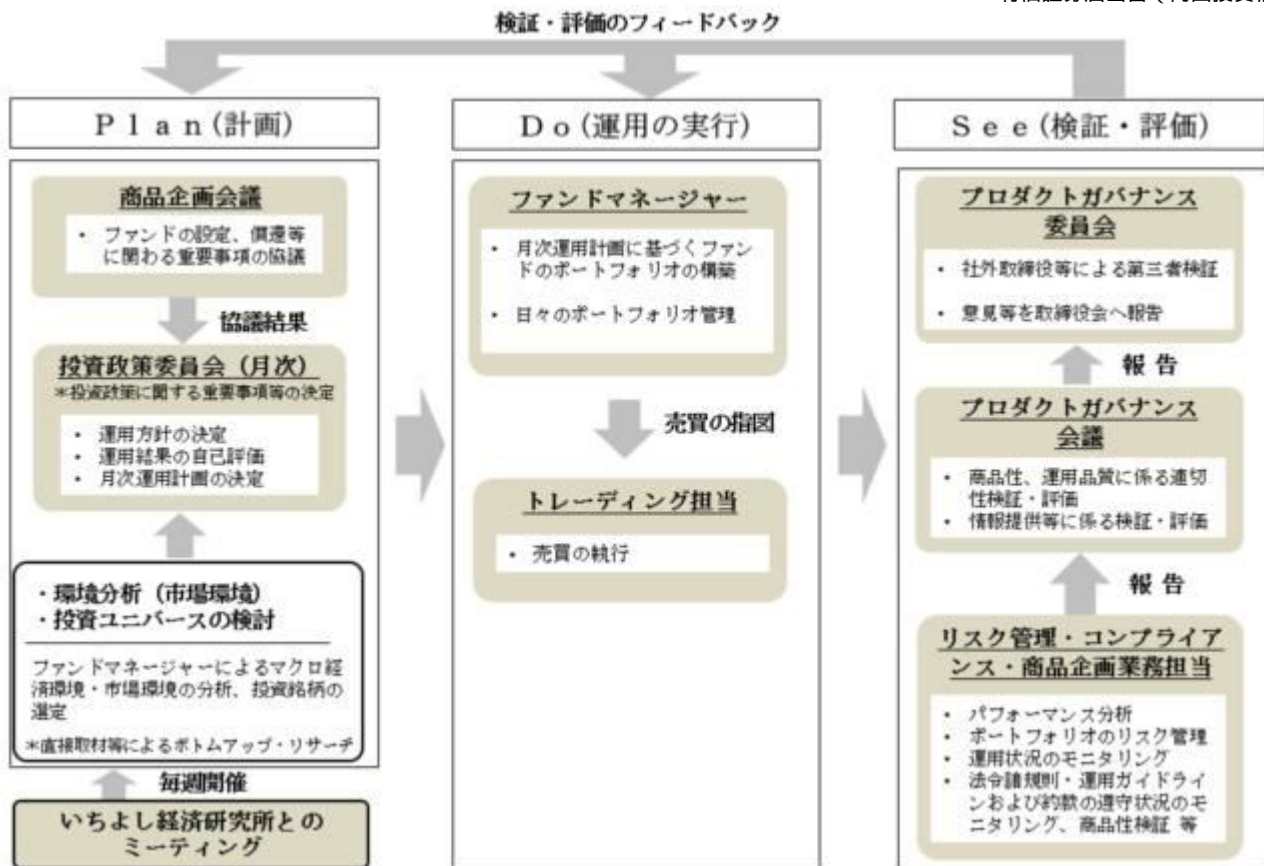 検証・評価のフィードバック
Ｐｌａｎ(計画)
商品企画会議
・ ファンドの設定、償還等
に関わる重要事項の協議
協議結果
投資政策委員会（月次）
＊投資政策に関する重要事項等の決定
・ 運用方針の決定
・ 運用結果の自己評価
・ 月次運用計画の決定
・環境分析（市場環境）
・投資ユニバースの検討
ファンドマネージャーによるマクロ経
済環境・市場環境の分析、投資銘柄の
選定
＊直接取材等によるボトムアップ・リサーチ
毎週開催
いちよし経済研究所との
ミーティング
Ｄｏ(運用の実行)
ファンドマネージャー
・ 月次運用計画に基づくファン
ドのポートフォリオの構築
・ 日々のポートフォリオ管理
売買の指図
トレーディング担当
・ 売買の執行
Ｓｅｅ(検証・評価)
プロダクトガバナンス
委員会
・ 社外取締役等による第三者検証
・ 意見等を取締役会へ報告
報 告
プロダクトガバナンス
会議
・ 商品性、運用品質に係る適切
性検証・評価
・ 情報提供等に係る検証・評価
報 告
リスク管理・コンプライア
ンス・商品企画業務担当
・ パフォーマンス分析
・ ポートフォリオのリスク管理
・ 運用状況のモニタリング
・ 法令諸規則・運用ガイドライ
ンおよび約款の遵守状況のモ
ニタリング、商品性検証 等